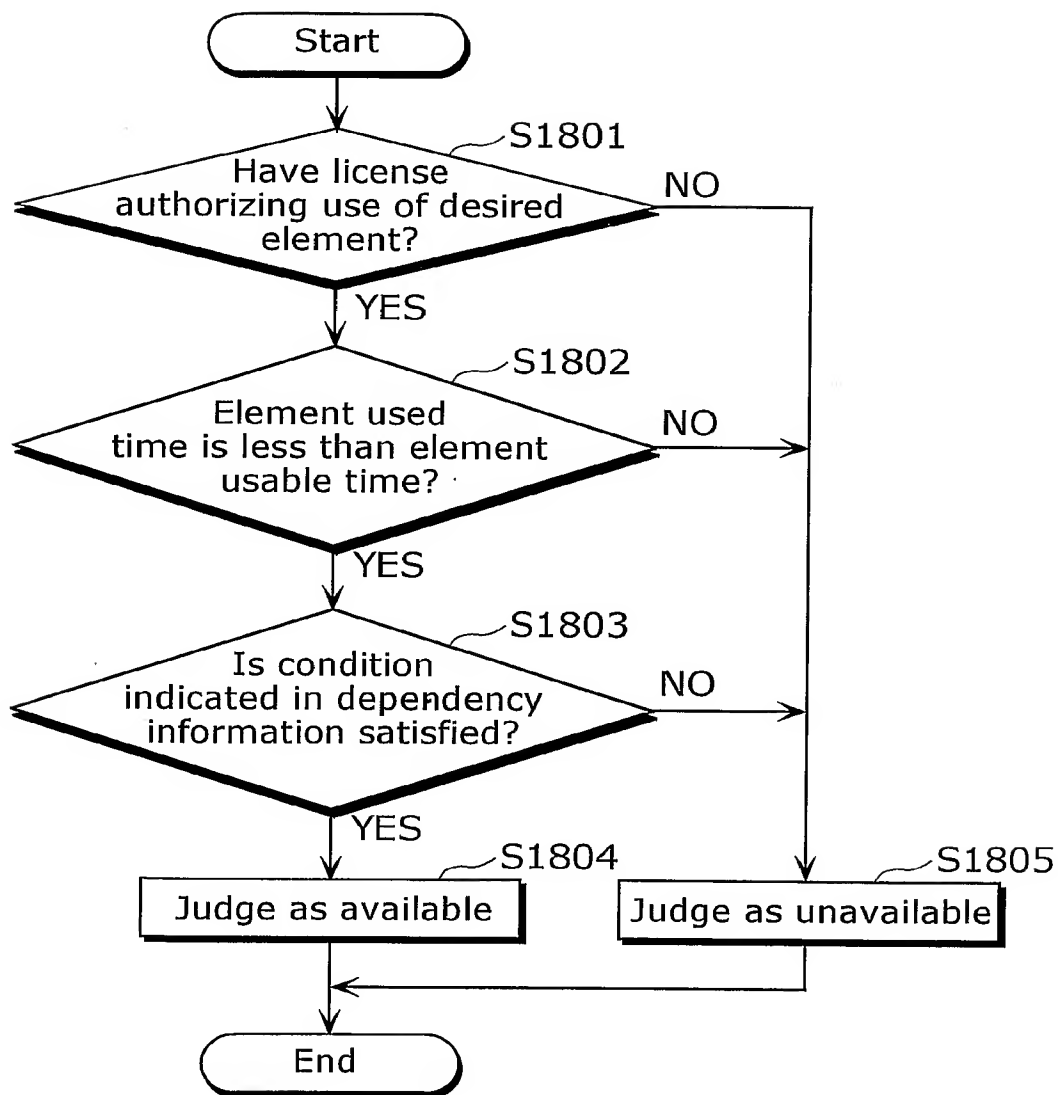 Start
S1801
Have license
authorizing use of desired
element?
NO
YES
S1802
Element used
time is less than element
usable time?
NO
YES
S1803
Is condition
indicated in dependency
information satisfied?
NO
YES
S1804
Judge as available
S1805
Judge as unavailable
End